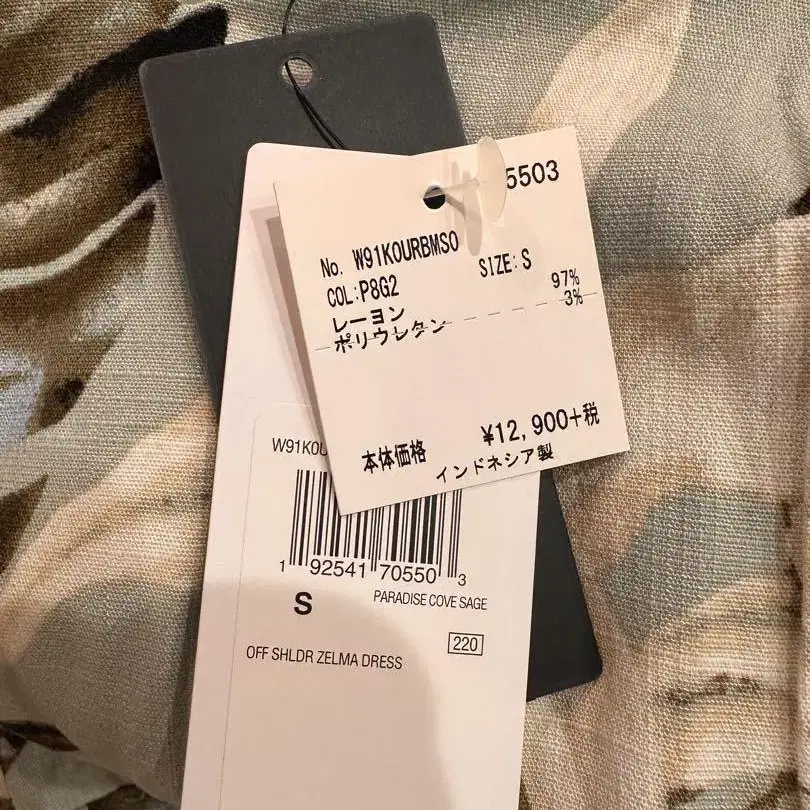 5503
No. W91K0URBMS0
COL:P8G2
SIZE:S
レーヨン 97%
ポリウレタン 3%
本体価格 ¥12,900+税
インドネシア製
W91K0U
1 92541 70550 3
S
PARADISE COVE SAGE
220
OFF SHLDR ZELMA DRESS